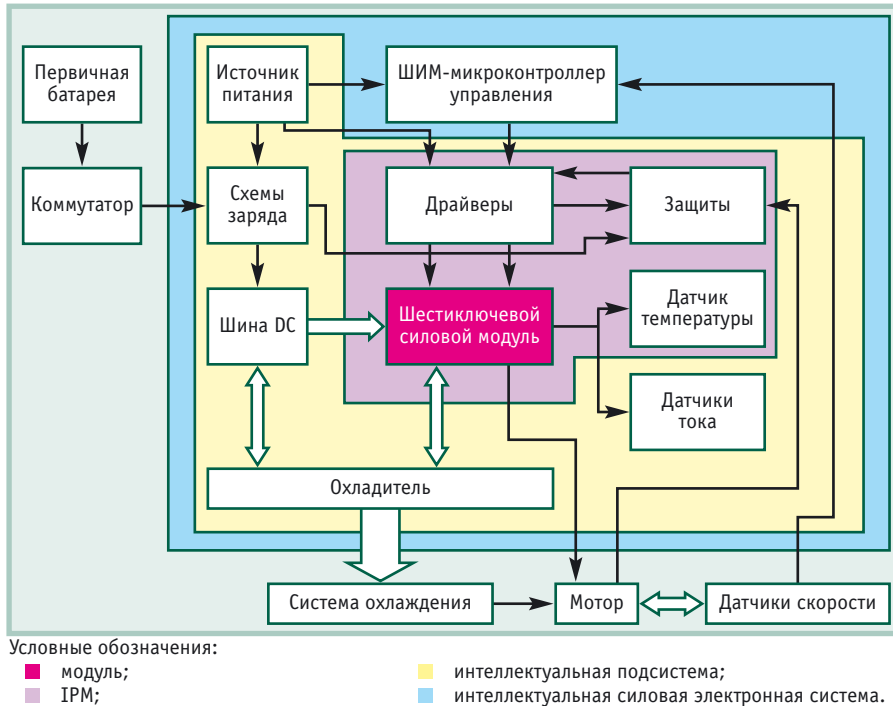 Первичная
батарея
Источник
питания
ШИМ-микроконтроллер
управления
Коммутатор
Схемы
заряда
Драйверы
Защиты
Шина DC
Шестиключевой
силовой модуль
Датчик
температуры
Датчики
тока
Охладитель
Система охлаждения
Мотор
Датчики скорости
Условные обозначения:
модуль;
IPM;
интеллектуальная подсистема;
интеллектуальная силовая электронная система.